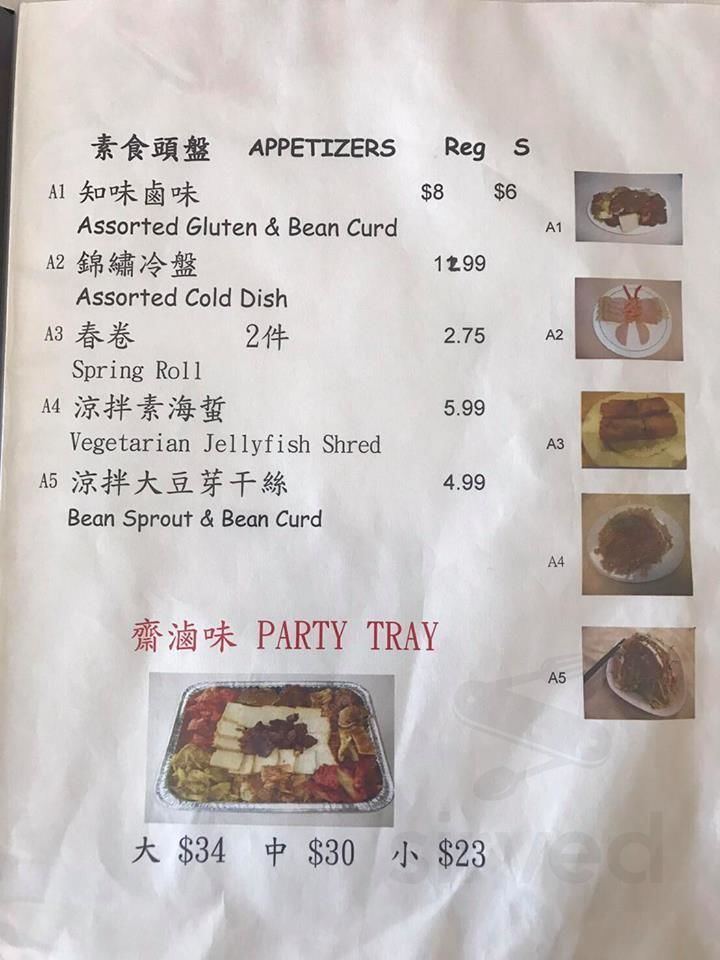 素食頭盤 APPETIZERS Reg S
A1 知味鹵味 $8 $6
Assorted Gluten & Bean Curd
A1
A2 錦繡冷盤 12.99
Assorted Cold Dish
A3 春卷 2件 2.75
A2
Spring Roll
A4 涼拌素海蜇 5.99
Vegetarian Jellyfish Shred
A3
A5 涼拌大豆芽干絲 4.99
Bean Sprout & Bean Curd
A4
齋滷味 PARTY TRAY
A5
大 $34 中 $30 小 $23
sirved